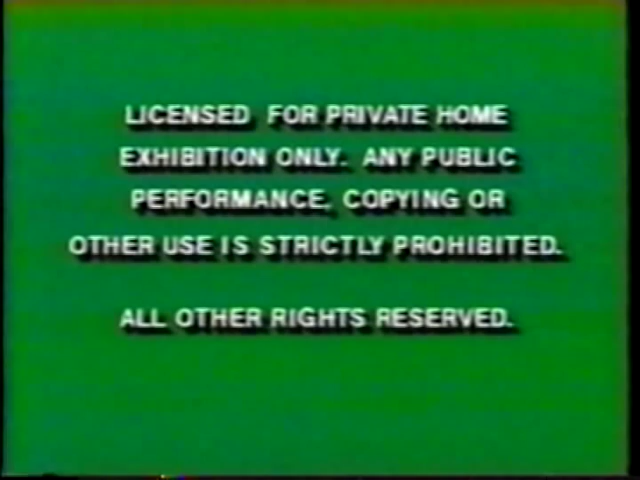 LICENSED FOR PRIVATE HOME
EXHIBITION ONLY. ANY PUBLIC
PERFORMANCE, COPYING OR
OTHER USE IS STRICTLY PROHIBITED.
ALL OTHER RIGHTS RESERVED.